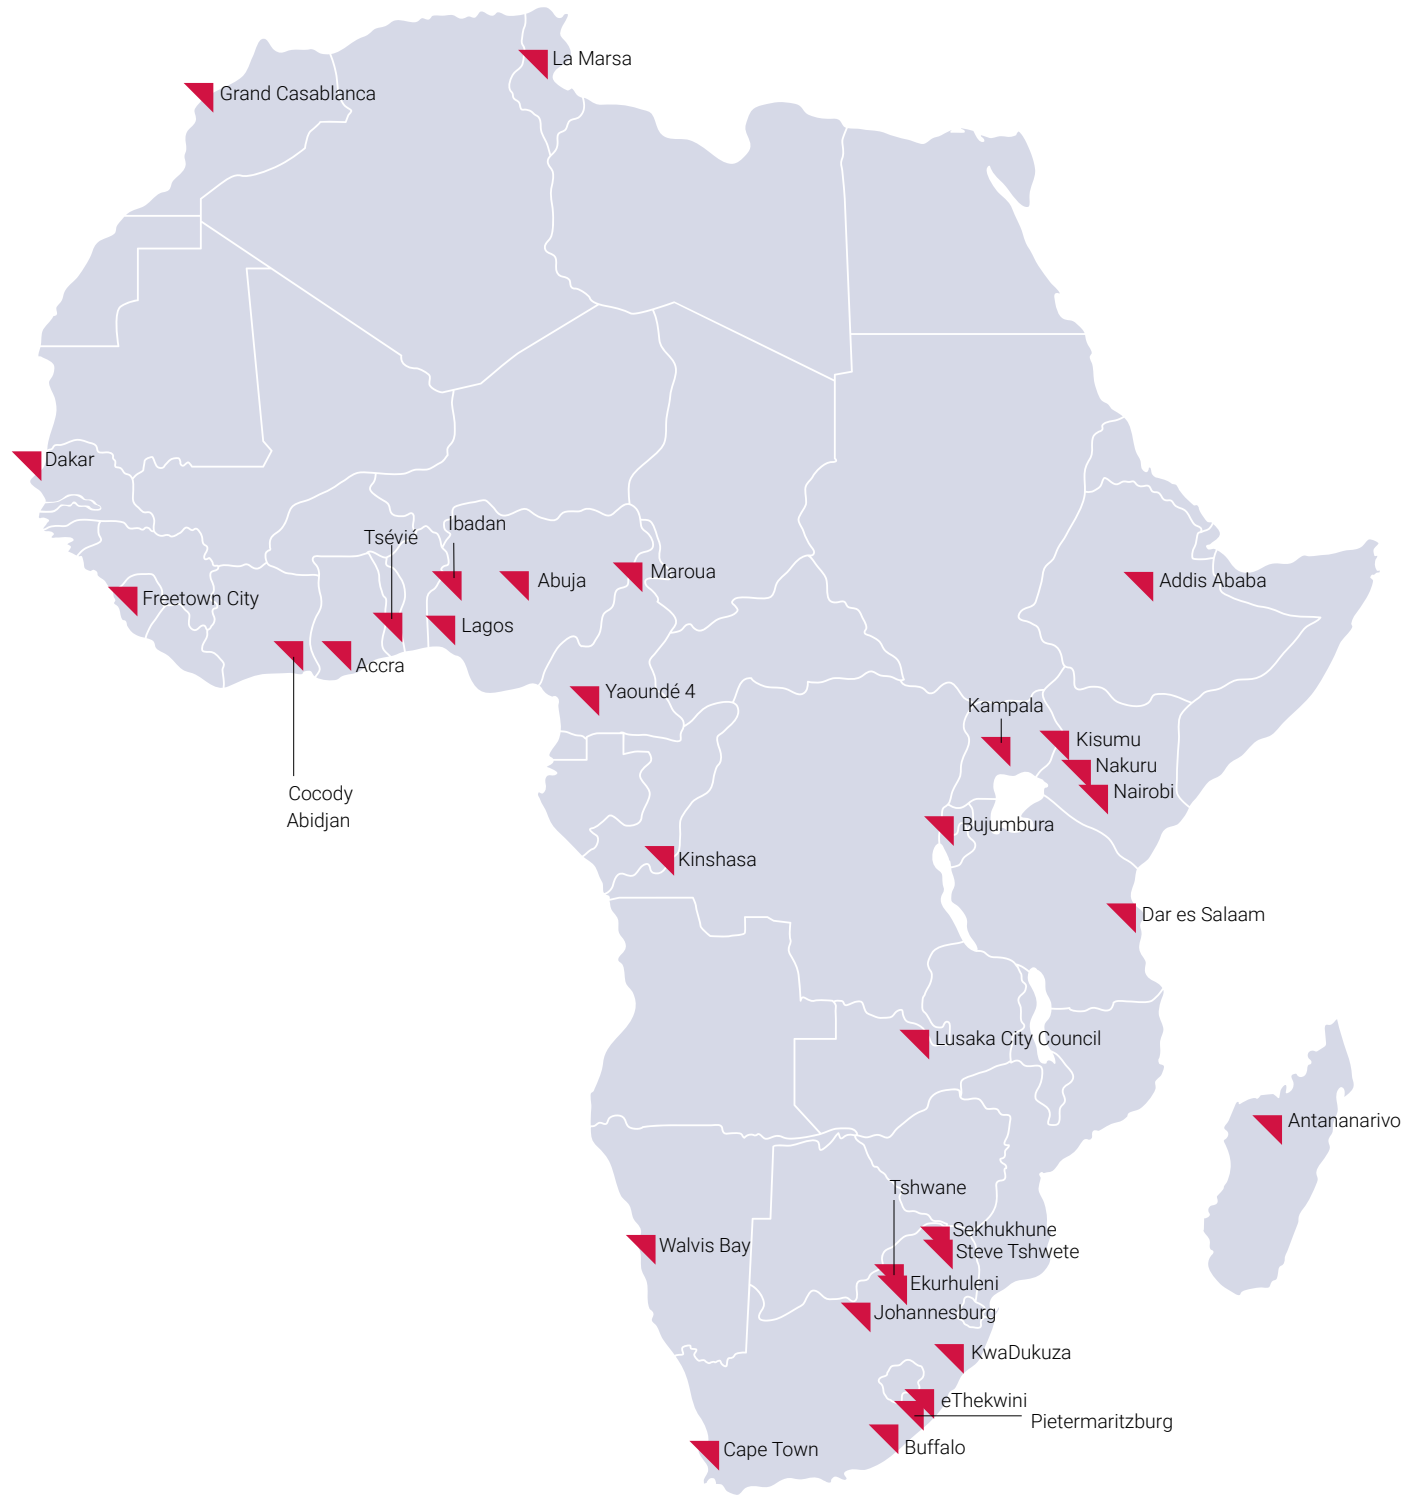 La Marsa
Grand Casablanca
Dakar
Ibadan
Tsévié
Maroua
Abuja
Addis Ababa
Freetown City
Lagos
Accra
Yaoundé 4
Kampala
Kisumu
Nakuru
Nairobi
Cocody
Abidjan
Bujumbura
Kinshasa
Dar es Salaam
Lusaka City Council
Antananarivo
Tshwane
Sekhukhune
Walvis Bay
Steve Tshwete
Ekurhuleni
Johannesburg
KwaDukuza
eThekwini
Pietermaritzburg
Buffalo
Cape Town